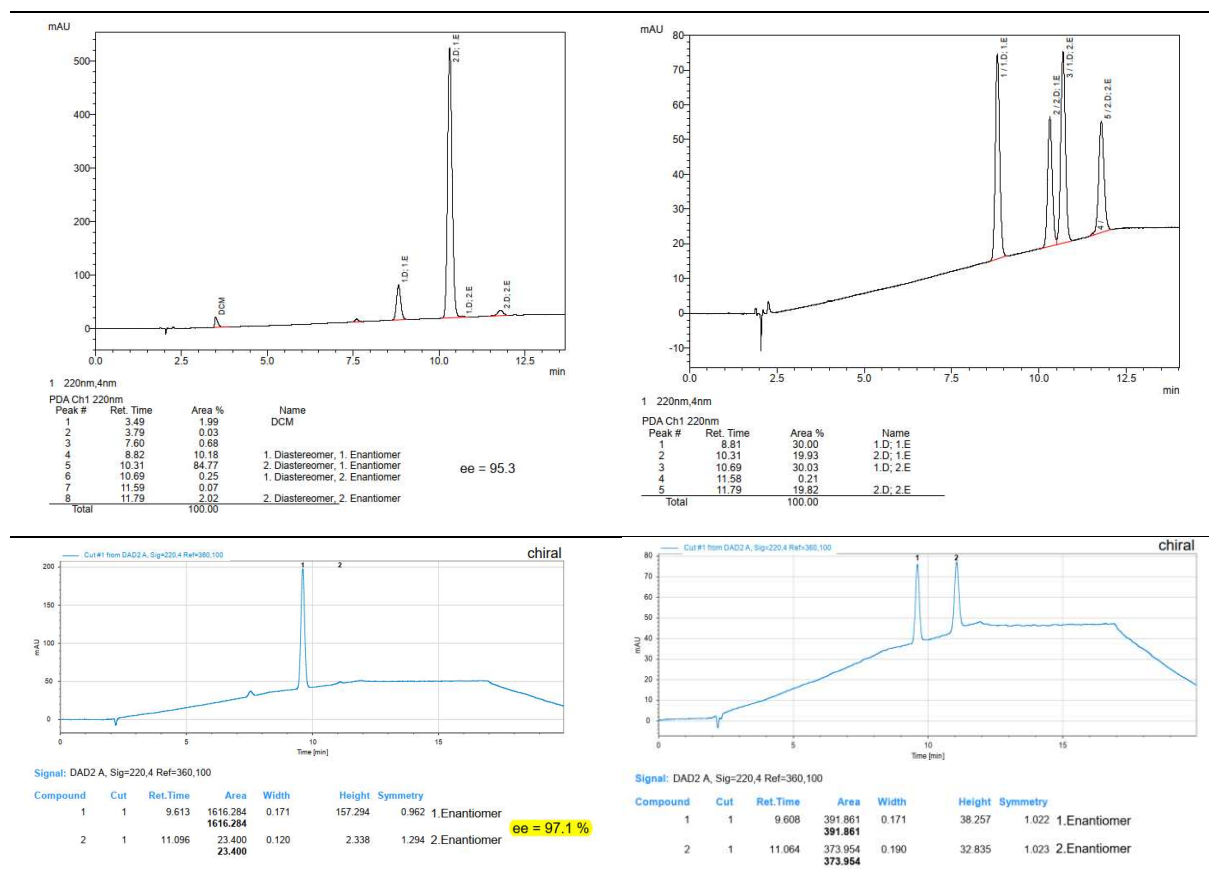 mAU
500
400
300
200
100
0
DCM
1.D; 1.E
2.D; 1.E
1.D; 2.E
2.D; 2.E
0.0 2.5 5.0 7.5 10.0 12.5
min
1 220nm,4nm
PDA Ch1 220nm
Peak # Ret. Time Area % Name
1 3.49 1.99 DCM
2 3.79 0.03
3 7.60 0.68
4 8.82 10.18 1. Diastereomer, 1. Enantiomer
5 10.31 84.77 2. Diastereomer, 1. Enantiomer
6 10.69 0.25 1. Diastereomer, 2. Enantiomer
7 11.59 0.07
8 11.79 2.02 2. Diastereomer, 2. Enantiomer
Total 100.00
ee = 95.3
mAU
80
70
60
50
40
30
20
10
0
-10
1 / 1.D; 1.E
2 / 2.D; 1.E
3 / 1.D; 2.E
4 /
5 / 2.D; 2.E
0.0 2.5 5.0 7.5 10.0 12.5
min
1 220nm,4nm
PDA Ch1 220nm
Peak # Ret. Time Area % Name
1 8.81 30.00 1.D; 1.E
2 10.31 19.93 2.D; 1.E
3 10.69 30.03 1.D; 2.E
4 11.58 0.21
5 11.79 19.82 2.D; 2.E
Total 100.00
Cut #1 from DAD2 A, Sig=220,4 Ref=360,100
chiral
1 2
200
150
100
50
0
mAU
0 5 10 15
Time [min]
Signal: DAD2 A, Sig=220,4 Ref=360,100
Compound Cut Ret.Time Area Width Height Symmetry
1 1 9.613 1616.284 0.171 157.294 0.962 1.Enantiomer
1616.284
ee = 97.1 %
2 1 11.096 23.400 0.120 2.338 1.294 2.Enantiomer
23.400
Cut #1 from DAD2 A, Sig=220,4 Ref=360,100
chiral
1 2
80
70
60
50
40
30
20
10
0
mAU
0 5 10 15
Time [min]
Signal: DAD2 A, Sig=220,4 Ref=360,100
Compound Cut Ret.Time Area Width Height Symmetry
1 1 9.608 391.861 0.171 38.257 1.022 1.Enantiomer
391.861
2 1 11.064 373.954 0.190 32.835 1.023 2.Enantiomer
373.954